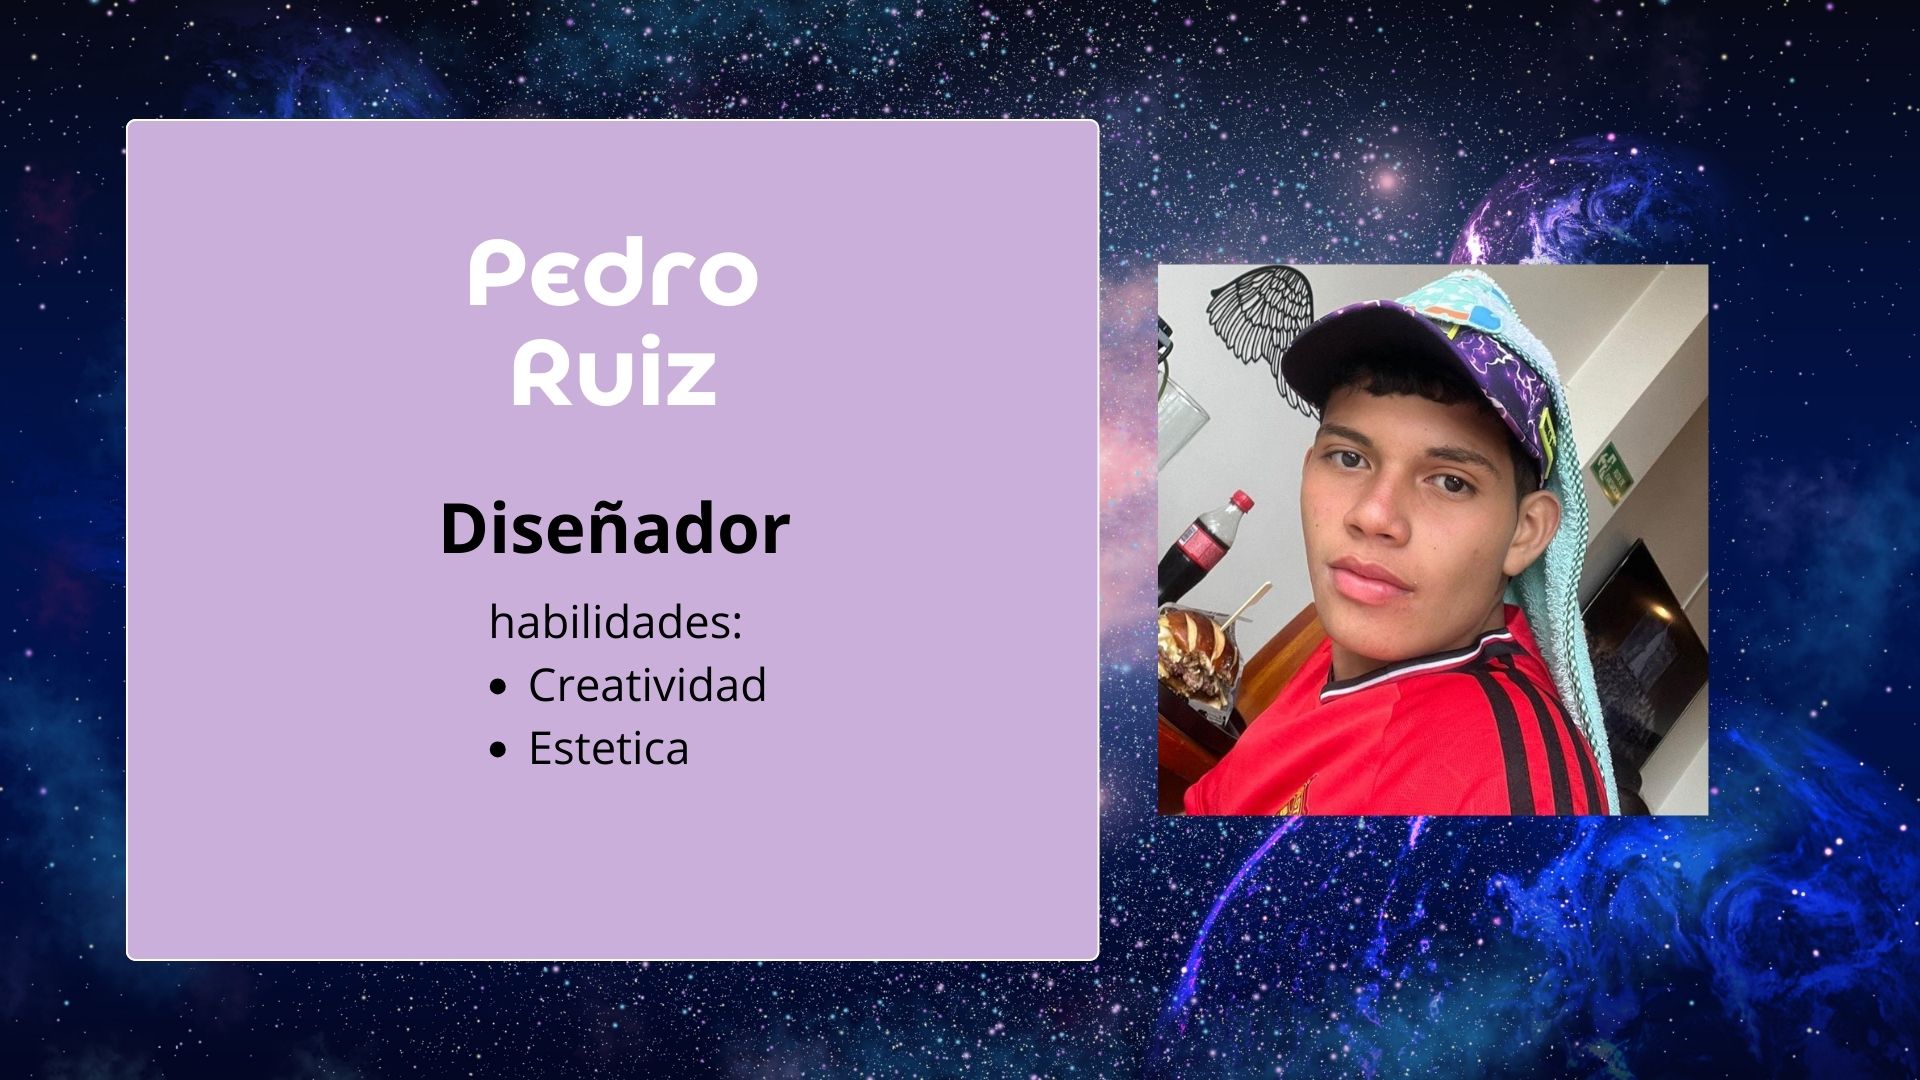 Pedro
Ruiz
Diseñador
habilidades:
• Creatividad
• Estetica